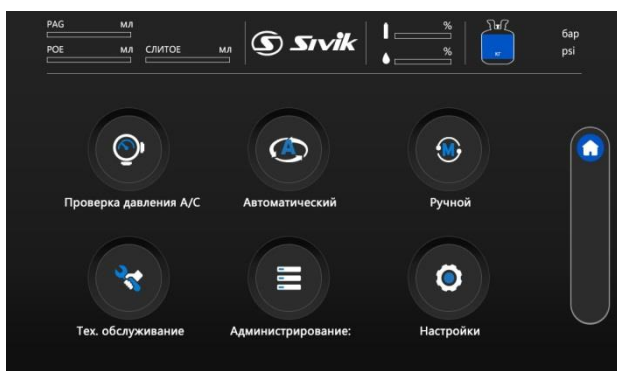 PAG мл
POE мл СЛИТОЕ мл
S Sivik
%
%
кг
бар
psi
Проверка давления А/С
A
Автоматический
M
Ручной
Тех. обслуживание
Администрирование:
Настройки